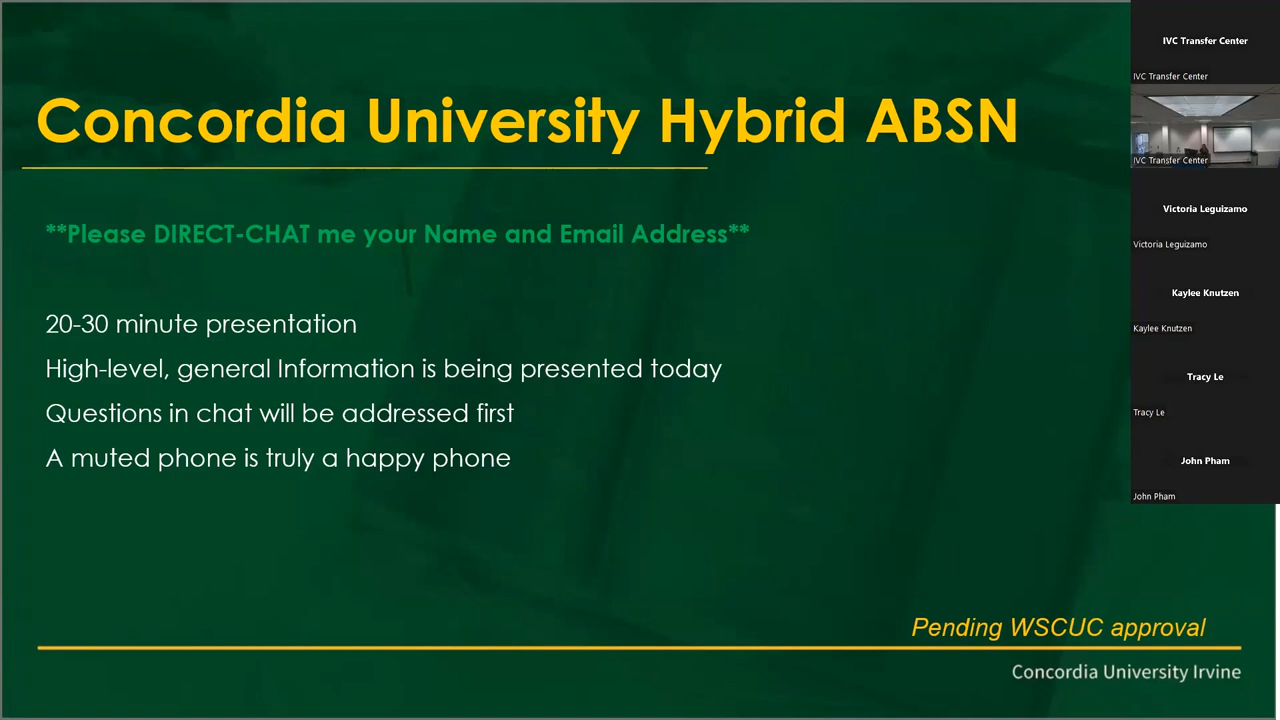 Concordia University Hybrid ABSN
**Please DIRECT-CHAT me your Name and Email Address**
20-30 minute presentation
High-level, general Information is being presented today
Questions in chat will be addressed first
A muted phone is truly a happy phone
Pending WSCUC approval
Concordia University Irvine
IVC Transfer Center
IVC Transfer Center
IVC Transfer Center
Victoria Leguizamo
Victoria Leguizamo
Kaylee Knutzen
Kaylee Knutzen
Tracy Le
Tracy Le
John Pham
John Pham